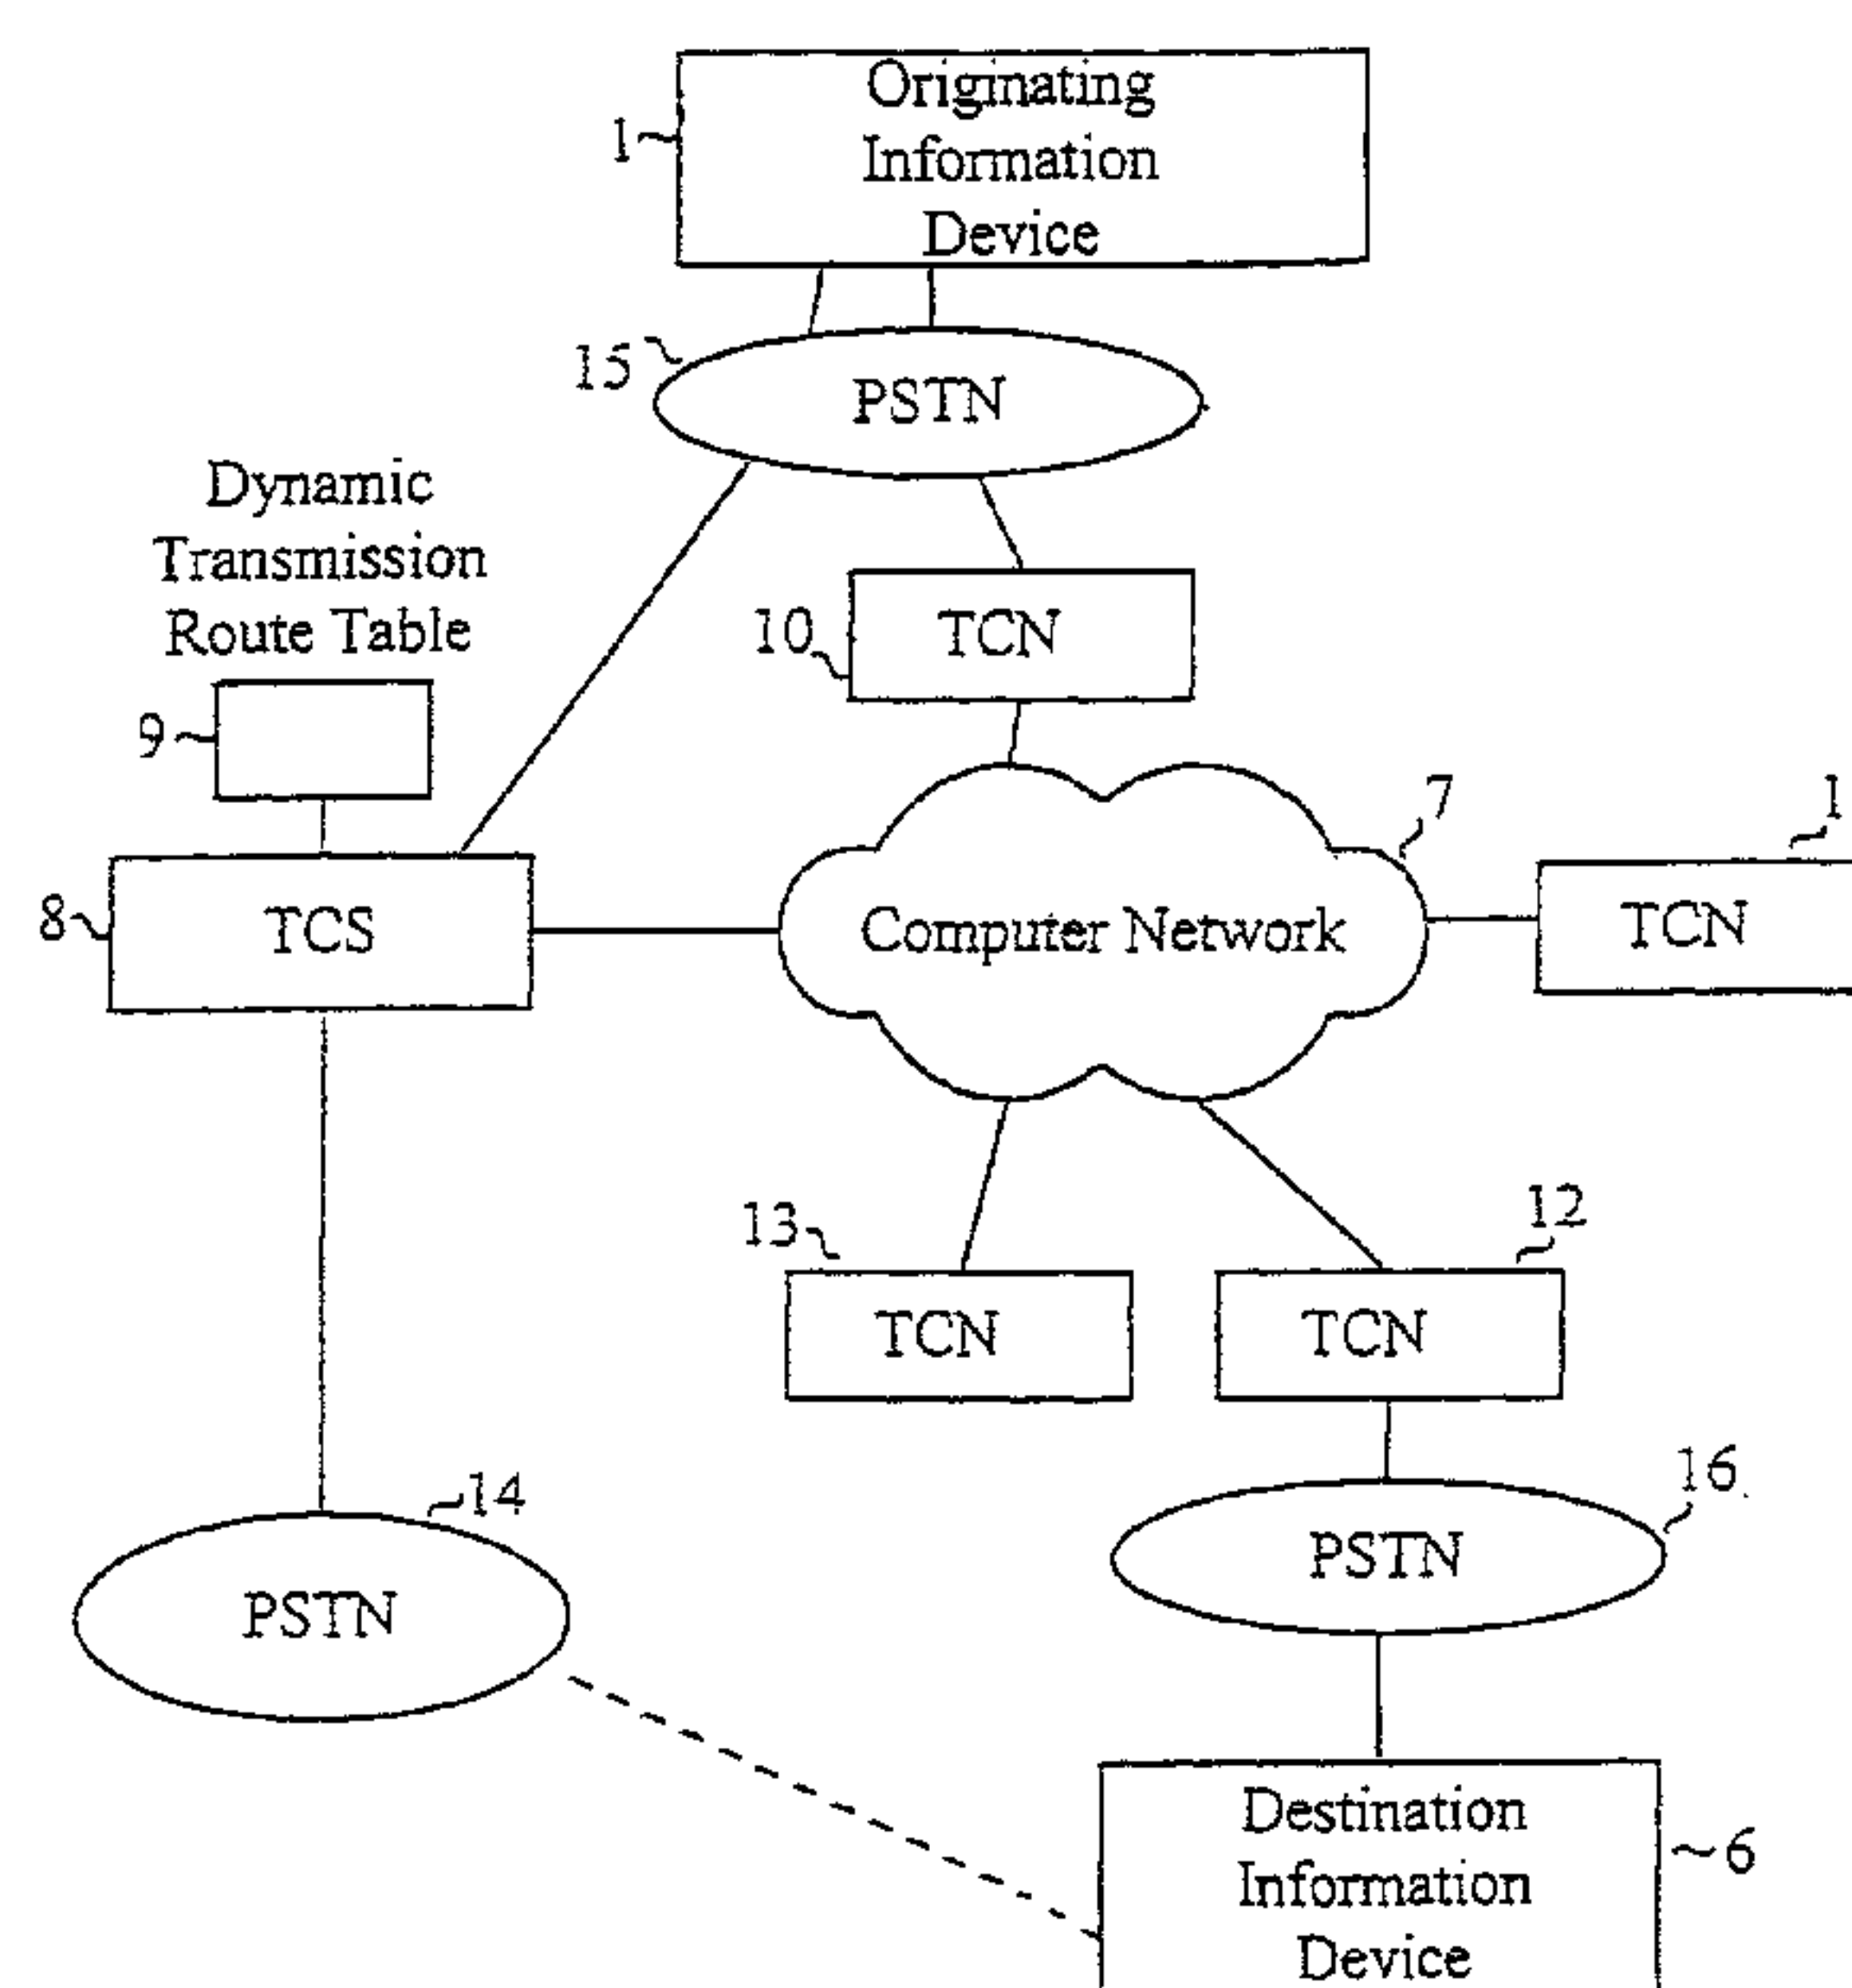 Originating
Information
Device
1
15
PSTN
Dynamic
Transmission
Route Table
10
TCN
9
7
1
8
TCS
Computer Network
TCN
13
12
TCN
TCN
14
16
PSTN
PSTN
Destination
Information
Device
6